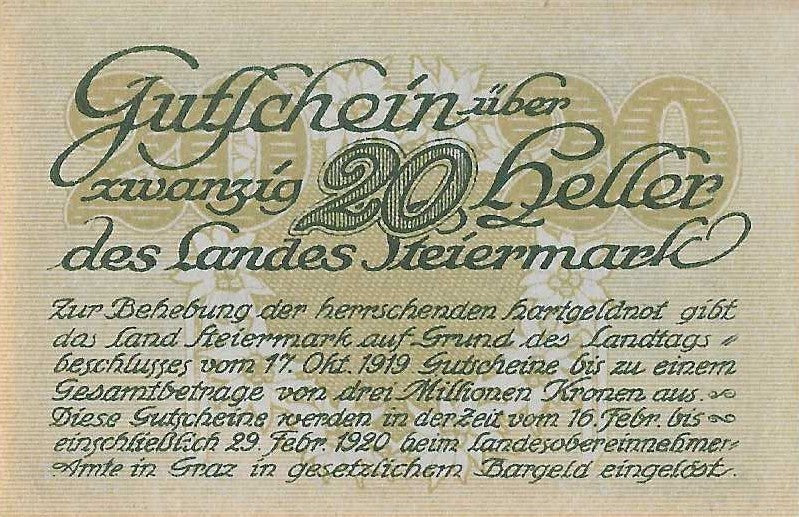 20 20
Gutschein über
zwanzig 20 Heller
des Landes Steiermark
Zur Behebung der herrschenden Hartgeldnot gibt
das Land Steiermark auf Grund des Landtags =
beschlusses vom 17. Okt. 1919 Gutscheine bis zu einem
Gesamtbetrage von drei Millionen Kronen aus.
Diese Gutscheine werden in der Zeit vom 16. Febr. bis
einschließlich 29. Febr. 1920 beim Landesobereinnehmer=
Amte in Graz in gesetzlichem Bargeld eingelöst.